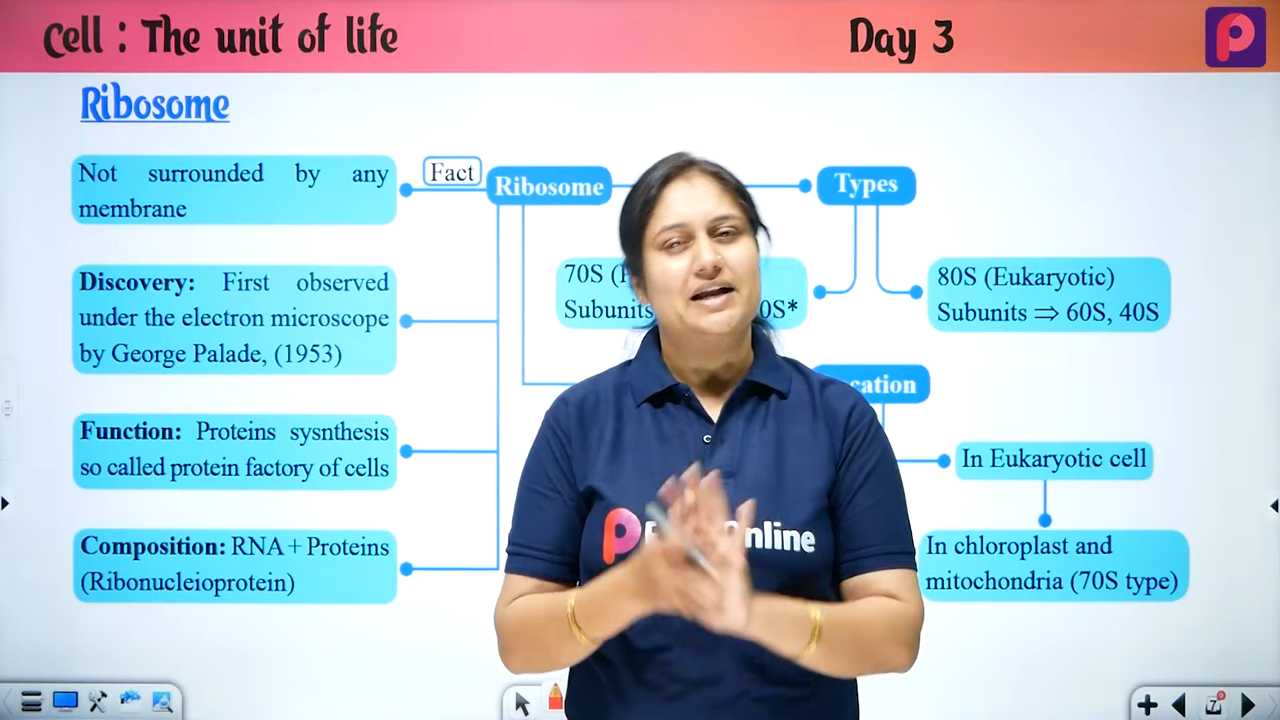 Cell : The unit of life
Day 3
Ribosome
Not surrounded by any
membrane
Fact
Ribosome
Types
Discovery: First observed
under the electron microscope
by George Palade, (1953)
70S
Subunits 0S*
80S (Eukaryotic)
Subunits ⇒ 60S, 40S
cation
Function: Proteins sysnthesis
so called protein factory of cells
In Eukaryotic cell
Composition: RNA + Proteins
(Ribonucleioprotein)
In chloroplast and
mitochondria (70S type)
nline
7